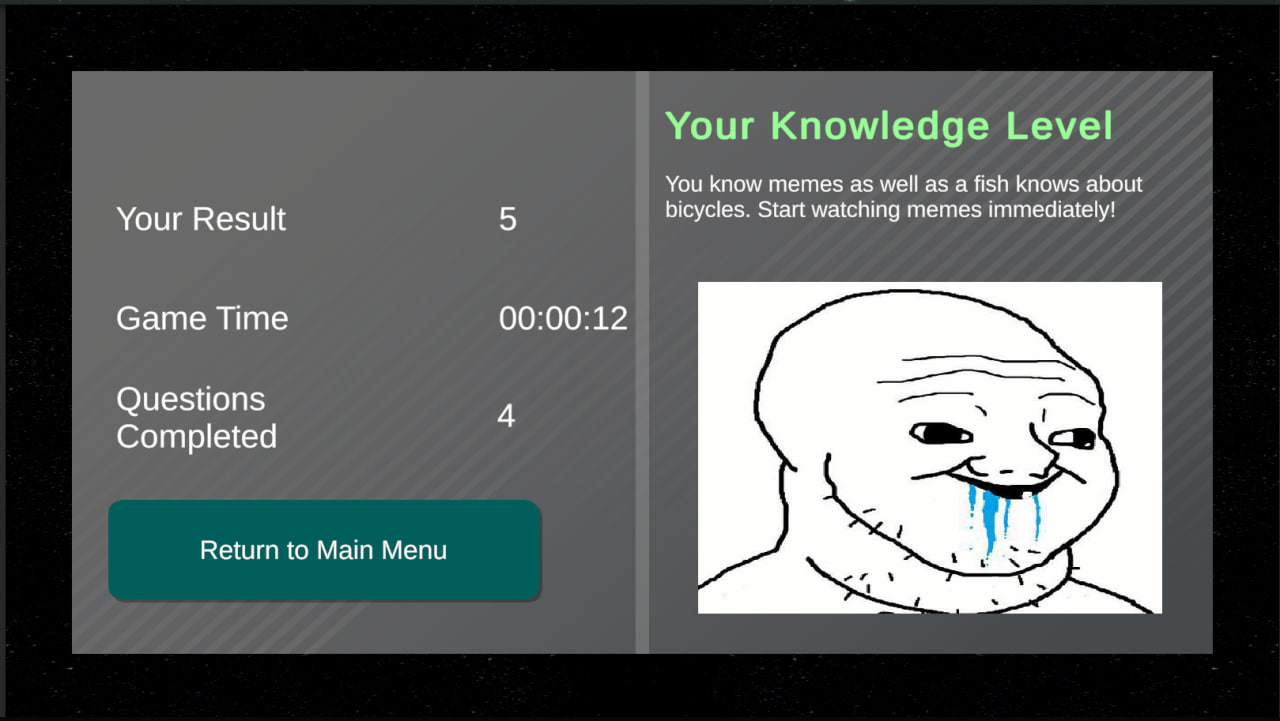 Your Result 5
Game Time 00:00:12
Questions
Completed 4
Return to Main Menu
Your Knowledge Level
You know memes as well as a fish knows about
bicycles. Start watching memes immediately!